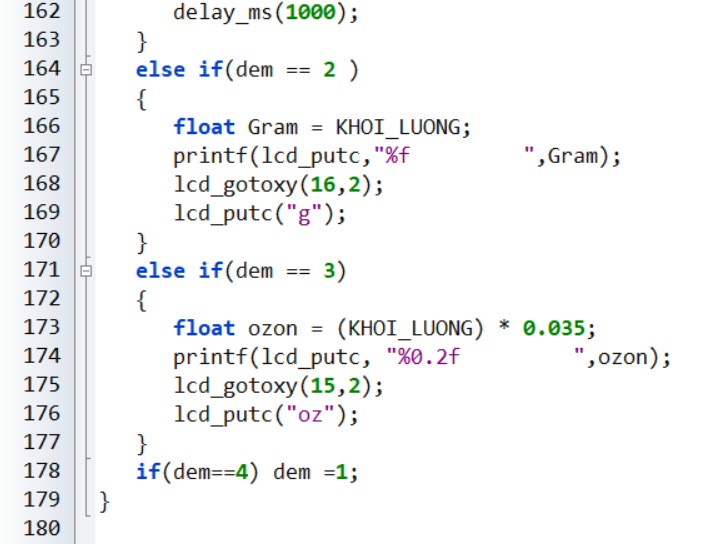 162 delay_ms(1000);
163 }
164 else if(dem == 2 )
165 {
166 float Gram = KHOI_LUONG;
167 printf(lcd_putc,"%f         ",Gram);
168 lcd_gotoxy(16,2);
169 lcd_putc("g");
170 }
171 else if(dem == 3)
172 {
173 float ozon = (KHOI_LUONG) * 0.035;
174 printf(lcd_putc, "%0.2f         ",ozon);
175 lcd_gotoxy(15,2);
176 lcd_putc("oz");
177 }
178 if(dem==4) dem =1;
179 }
180